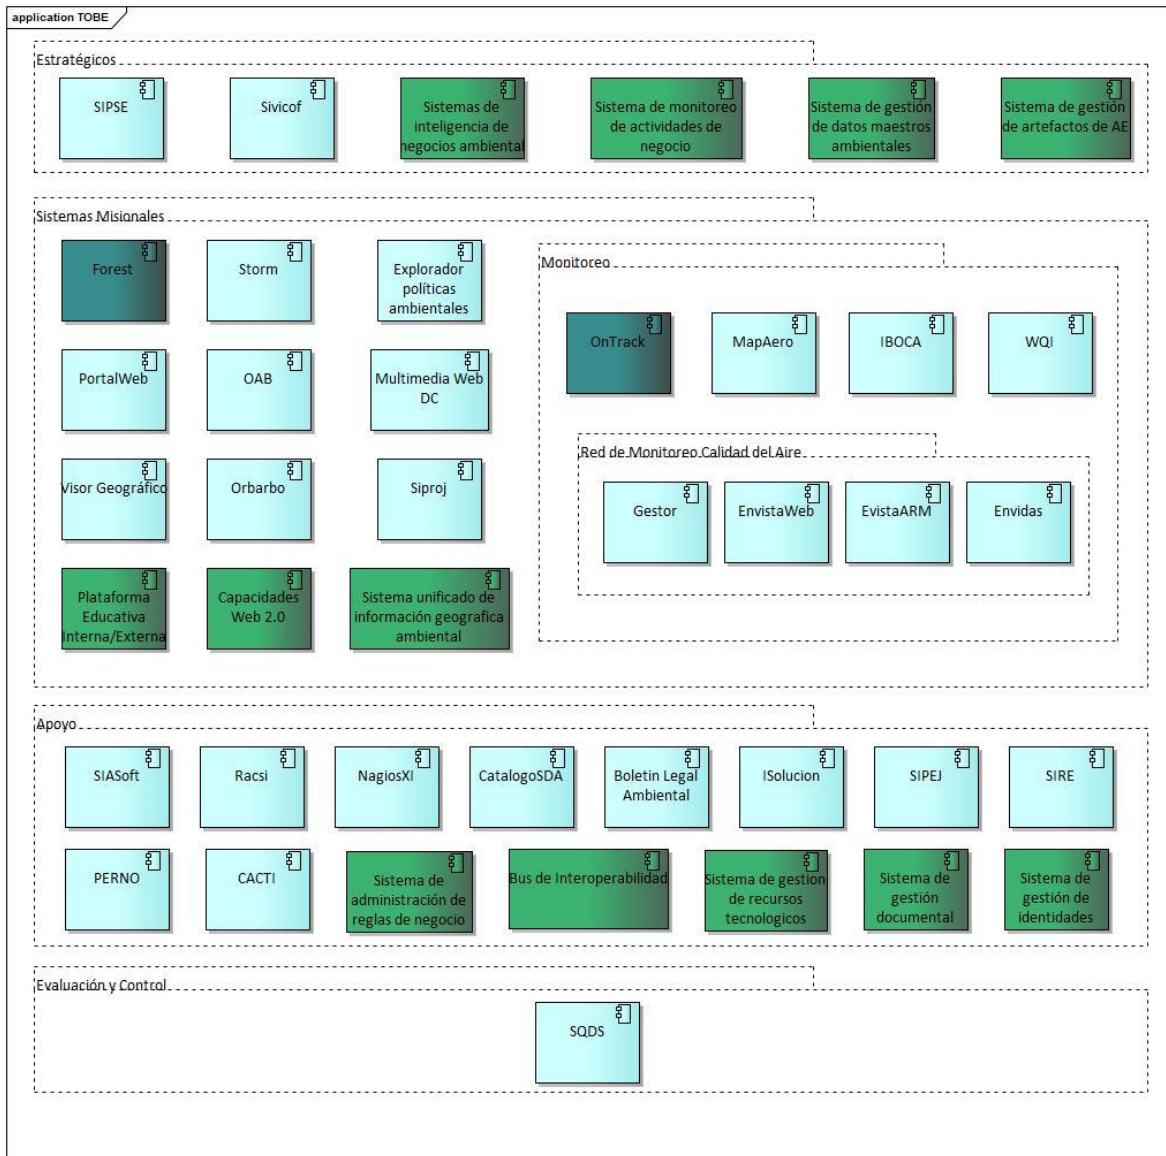 application TOBE
Estratégicos
SIPSE
Sivicof
Sistemas de
inteligencia de
negocios ambiental
Sistema de monitoreo
de actividades de
negocio
Sistema de gestión
de datos maestros
ambientales
Sistema de gestión
de artefactos de AE
Sistemas Misionales
Forest
Storm
Explorador
políticas
ambientales
PortalWeb
OAB
Multimedia Web
DC
Visor Geográfico
Orbarbo
Siproj
Plataforma
Educativa
Interna/Externa
Capacidades
Web 2.0
Sistema unificado de
información geografica
ambiental
Monitoreo
OnTrack
MapAero
IBOCA
WQI
Red de Monitoreo Calidad del Aire
Gestor
EnvistaWeb
EvistaARM
Envidas
Apoyo
SIASoft
Racsi
NagiosXI
CatalogoSDA
Boletin Legal
Ambiental
ISolucion
SIPEJ
SIRE
PERNO
CACTI
Sistema de
administración de
reglas de negocio
Bus de Interoperabilidad
Sistema de gestion
de recursos
tecnologicos
Sistema de
gestión
documental
Sistema de
gestión de
identidades
Evaluación y Control
SQDS